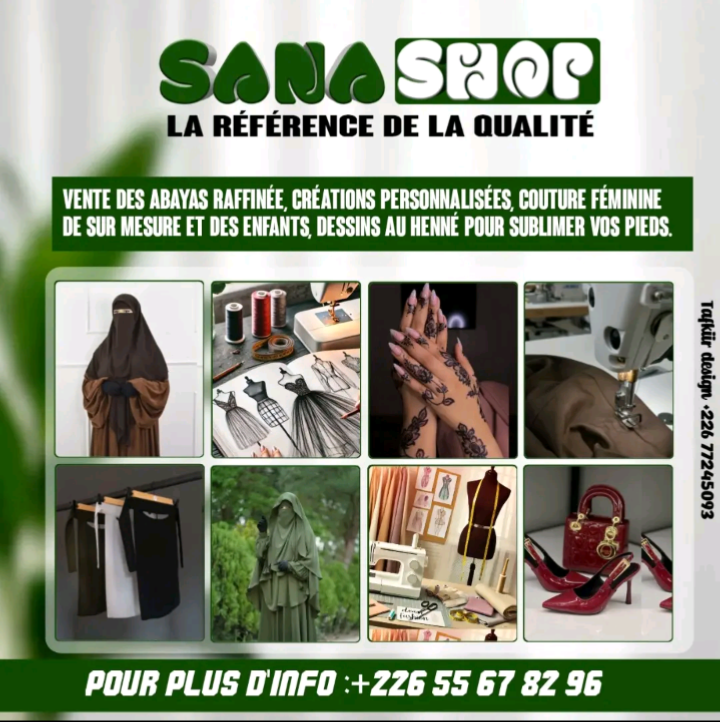 SANA SHOP
LA RÉFÉRENCE DE LA QUALITÉ
VENTE DES ABAYAS RAFFINÉE, CRÉATIONS PERSONNALISÉES, COUTURE FÉMININE
DE SUR MESURE ET DES ENFANTS, DESSINS AU HENNÉ POUR SUBLIMER VOS PIEDS.
Tajkiir design +226 77245093
fashion
POUR PLUS D'INFO :+226 55 67 82 96